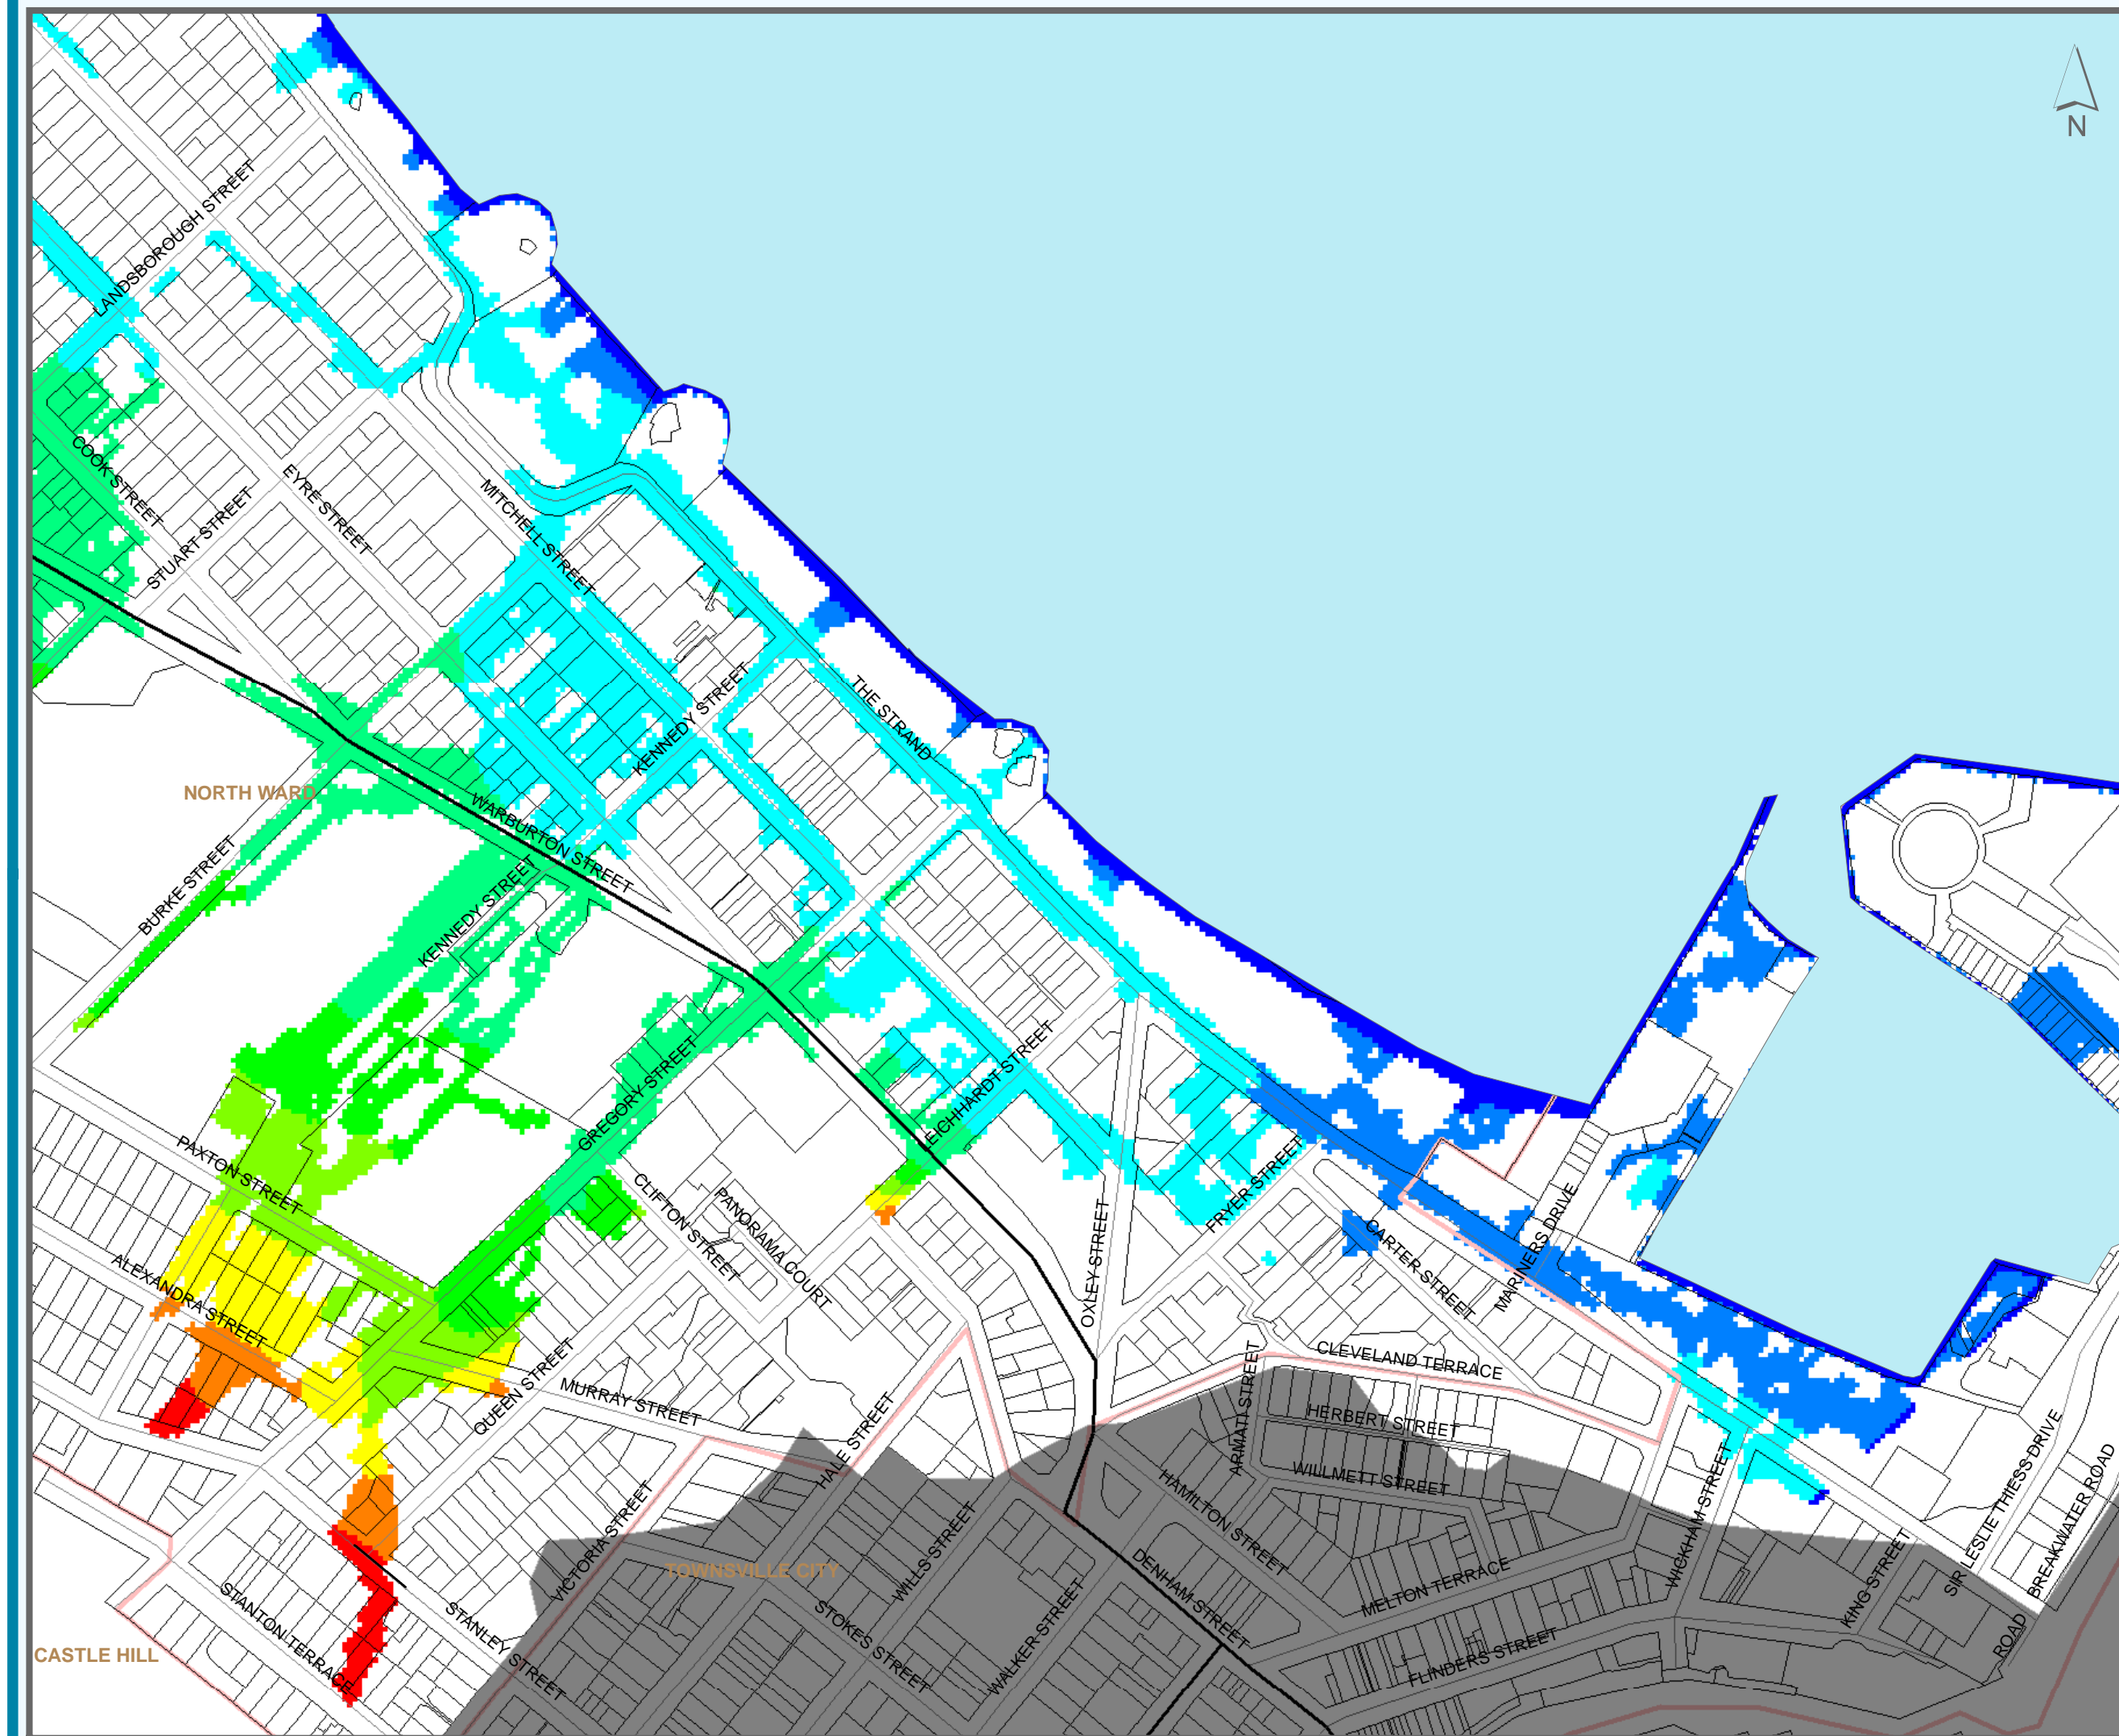 N
LANDSBOROUGH STREET
COOK STREET
STUART STREET
EYRE STREET
MITCHELL STREET
KENNEDY STREET
THE STRAND
NORTH WARD
WARBURTON STREET
BURKE STREET
KENNEDY STREET
GREGORY STREET
LEICHHARDT STREET
PAXTON STREET
CLIFTON STREET
PANORAMA COURT
FRYER STREET
OXLEY STREET
CARTER STREET
MARINERS DRIVE
ALEXANDRA STREET
QUEEN STREET
MURRAY STREET
HALE STREET
ARMATI STREET
CLEVELAND TERRACE
HERBERT STREET
WILLMETT STREET
HAMILTON STREET
WICKHAM STREET
SIR LESLIE THIESS DRIVE
BREAKWATER ROAD
VICTORIA STREET
TOWNSVILLE CITY
WILLS STREET
DENHAM STREET
MELTON TERRACE
KING STREET
STANTON TERRACE
STANLEY STREET
STOKES STREET
WALKER STREET
FLINDERS STREET
ROAD
CASTLE HILL